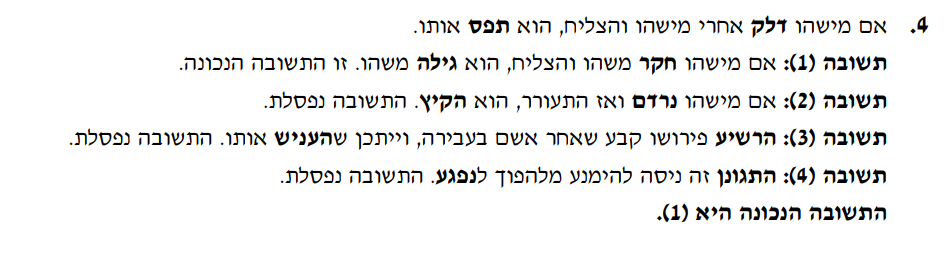 4. אם מישהו דלק אחרי מישהו והצליח, הוא תפס אותו.
תשובה (1): אם מישהו חקר משהו והצליח, הוא גילה משהו. זו התשובה הנכונה.
תשובה (2): אם מישהו נרדם ואז התעורר, הוא הקיץ. התשובה נפסלת.
תשובה (3): הרשיע פירושו קבע שאחר אשם בעבירה, וייתכן שהעניש אותו. התשובה נפסלת.
תשובה (4): התגונן זה ניסה להימנע מלהפוך לנפגע. התשובה נפסלת.
התשובה הנכונה היא (1).